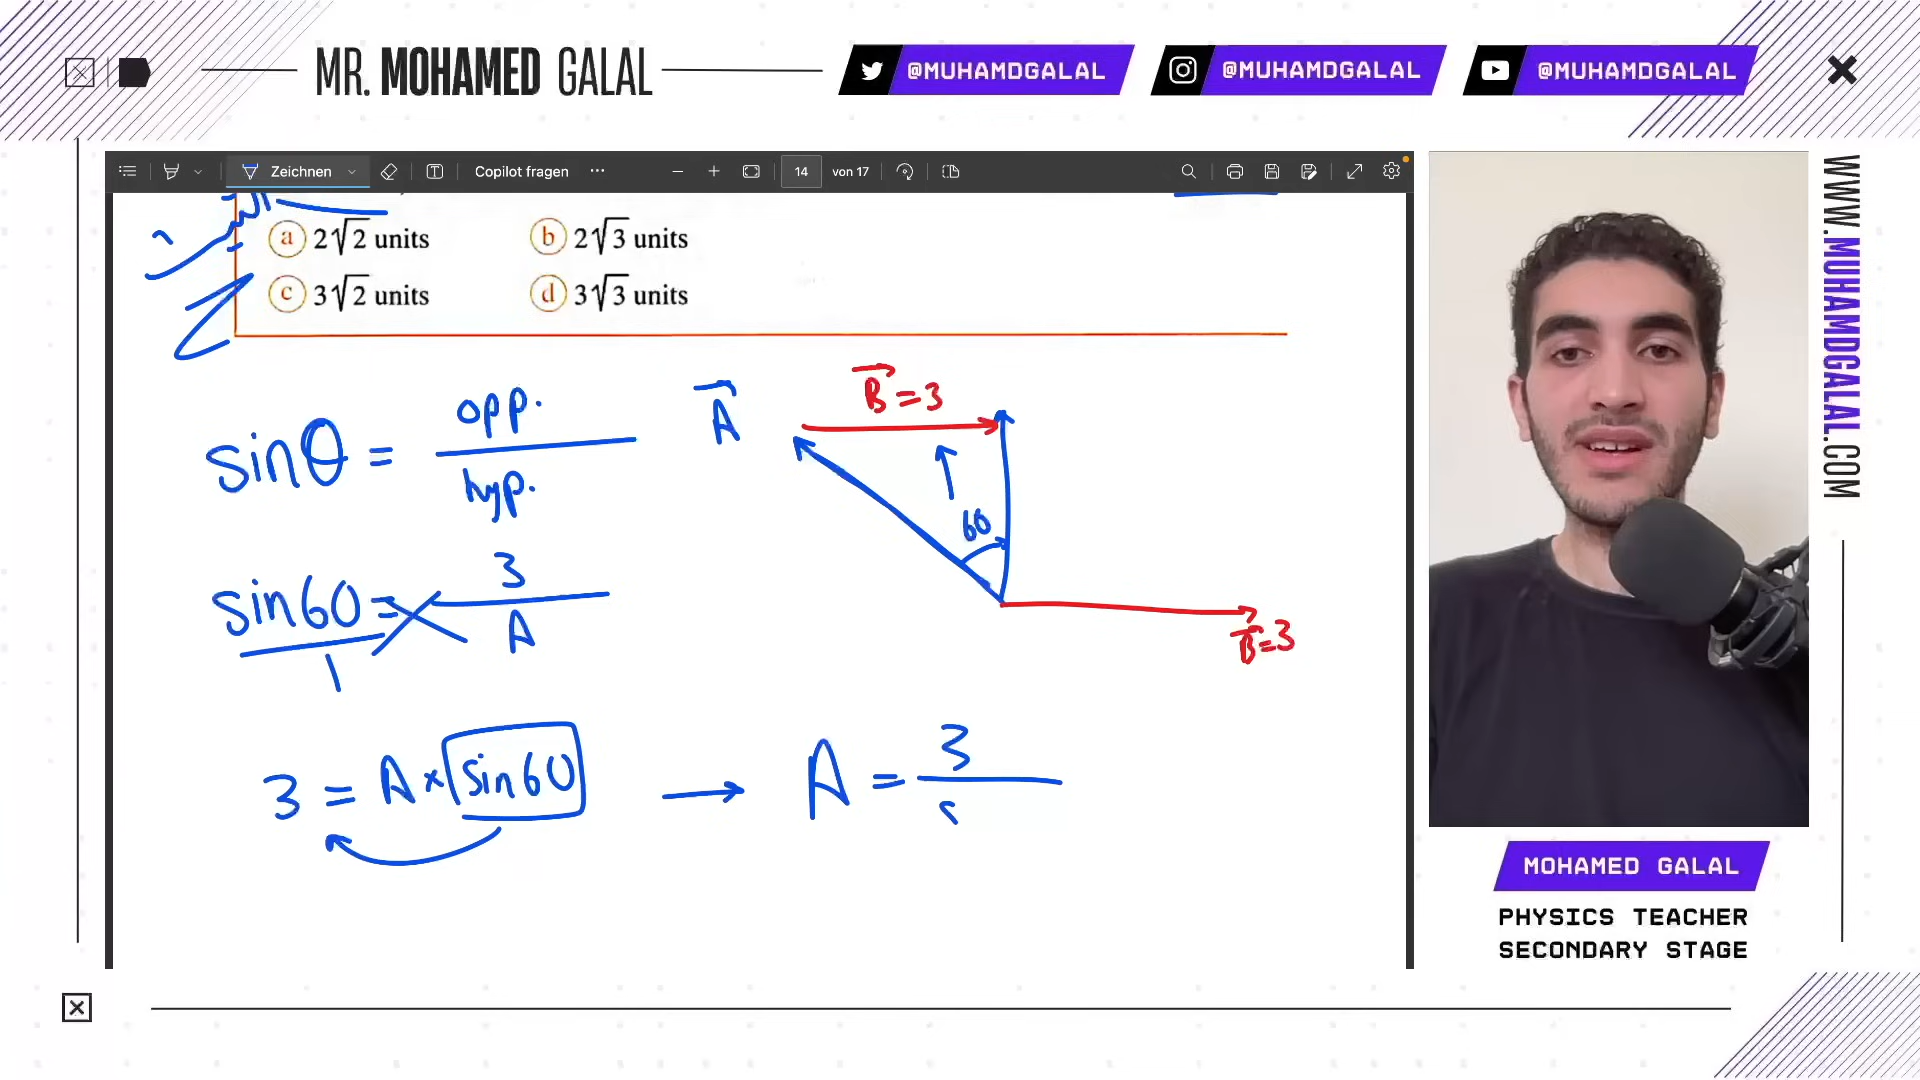 MR. MOHAMED GALAL
@MUHAMDGALAL
@MUHAMDGALAL
@MUHAMDGALAL
WWW.MUHAMDGALAL.COM
Zeichnen
Copilot fragen
14 von 17
a 2√2 units
b 2√3 units
c 3√2 units
d 3√3 units
sinθ = opp. / hyp.
A
B = 3
60
B = 3
sin60 / 1 = 3 / A
3 = A × sin60 → A = 3
MOHAMED GALAL
PHYSICS TEACHER
SECONDARY STAGE